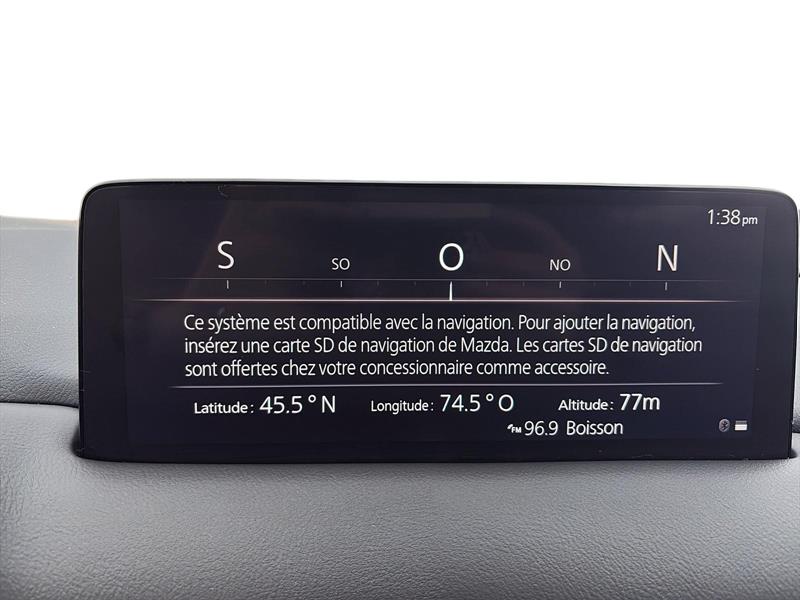 1:38pm
S SO O NO N
Ce système est compatible avec la navigation. Pour ajouter la navigation,
insérez une carte SD de navigation de Mazda. Les cartes SD de navigation
sont offertes chez votre concessionnaire comme accessoire.
Latitude: 45.5° N Longitude: 74.5° O Altitude: 77m
FM 96.9 Boisson